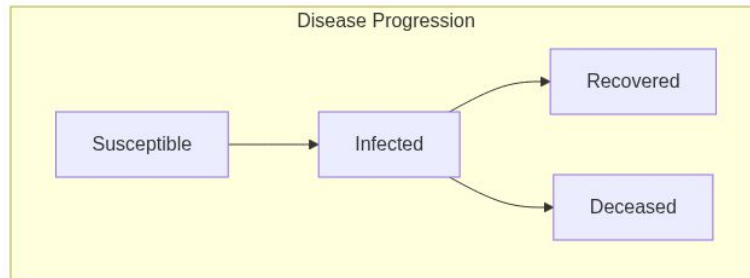 Disease Progression
Susceptible
Infected
Recovered
Deceased